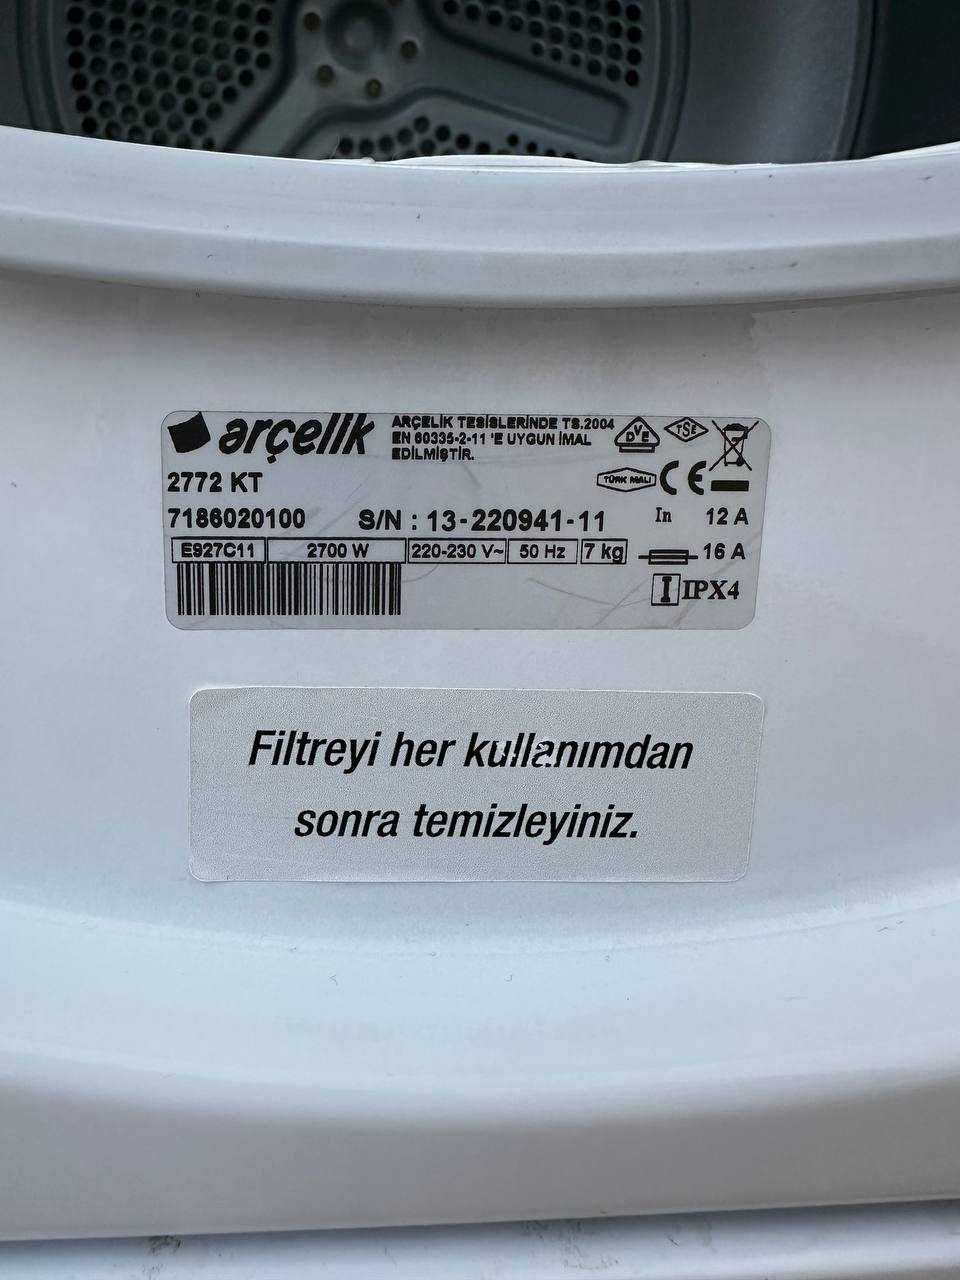 arçelik
ARÇELİK TESİSLERİNDE TS.2004
EN 60335-2-11 'E UYGUN İMAL
EDİLMİŞTİR.
DVE
TSE
2772 KT
TÜRK MALI
CE
7186020100 S/N : 13-220941-11 In 12 A
E927C11 2700 W 220-230 V~ 50 Hz 7 kg 16 A
IPX4
Filtreyi her kullanımdan
sonra temizleyiniz.